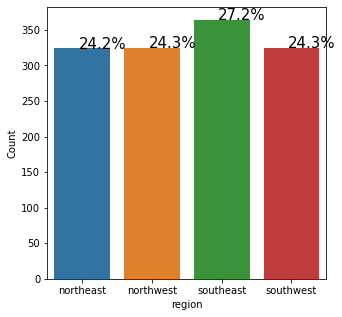 27.2%
24.2%
24.3%
24.3%
350
300
250
200
150
100
50
0
Count
northeast
northwest
southeast
southwest
region